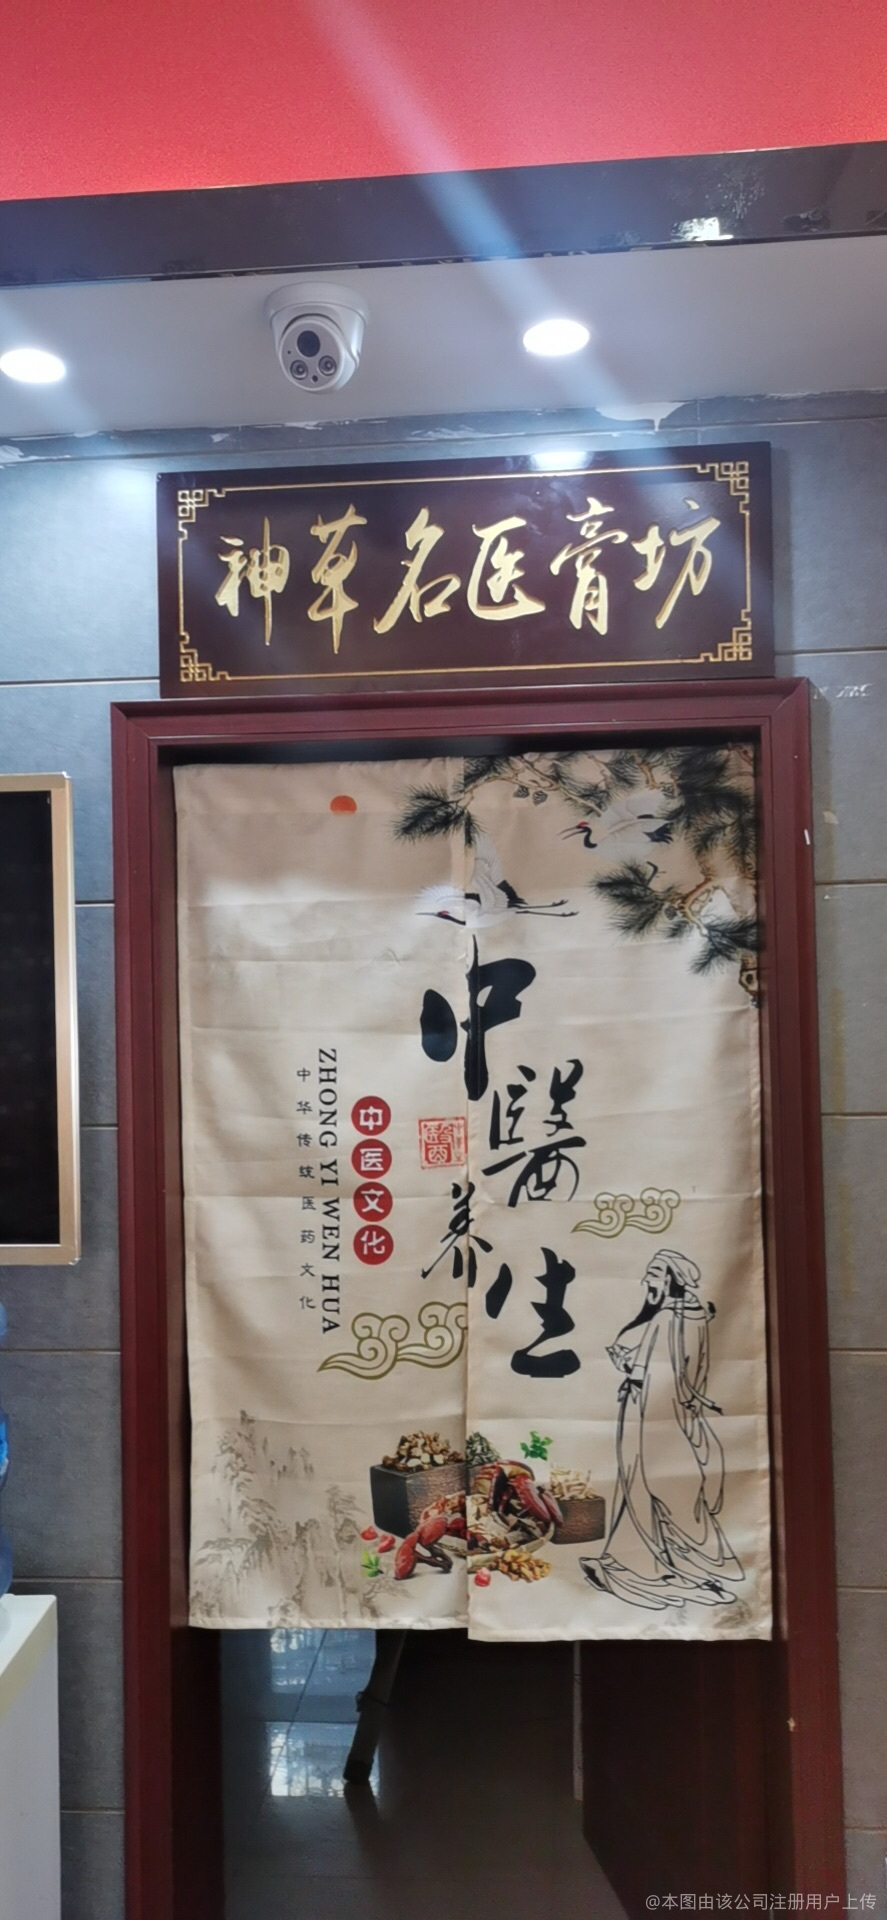 神草名医膏坊
中醫养生
中医文化
ZHONG YI WEN HUA
中华传统医药文化
@本图由该公司注册用户上传